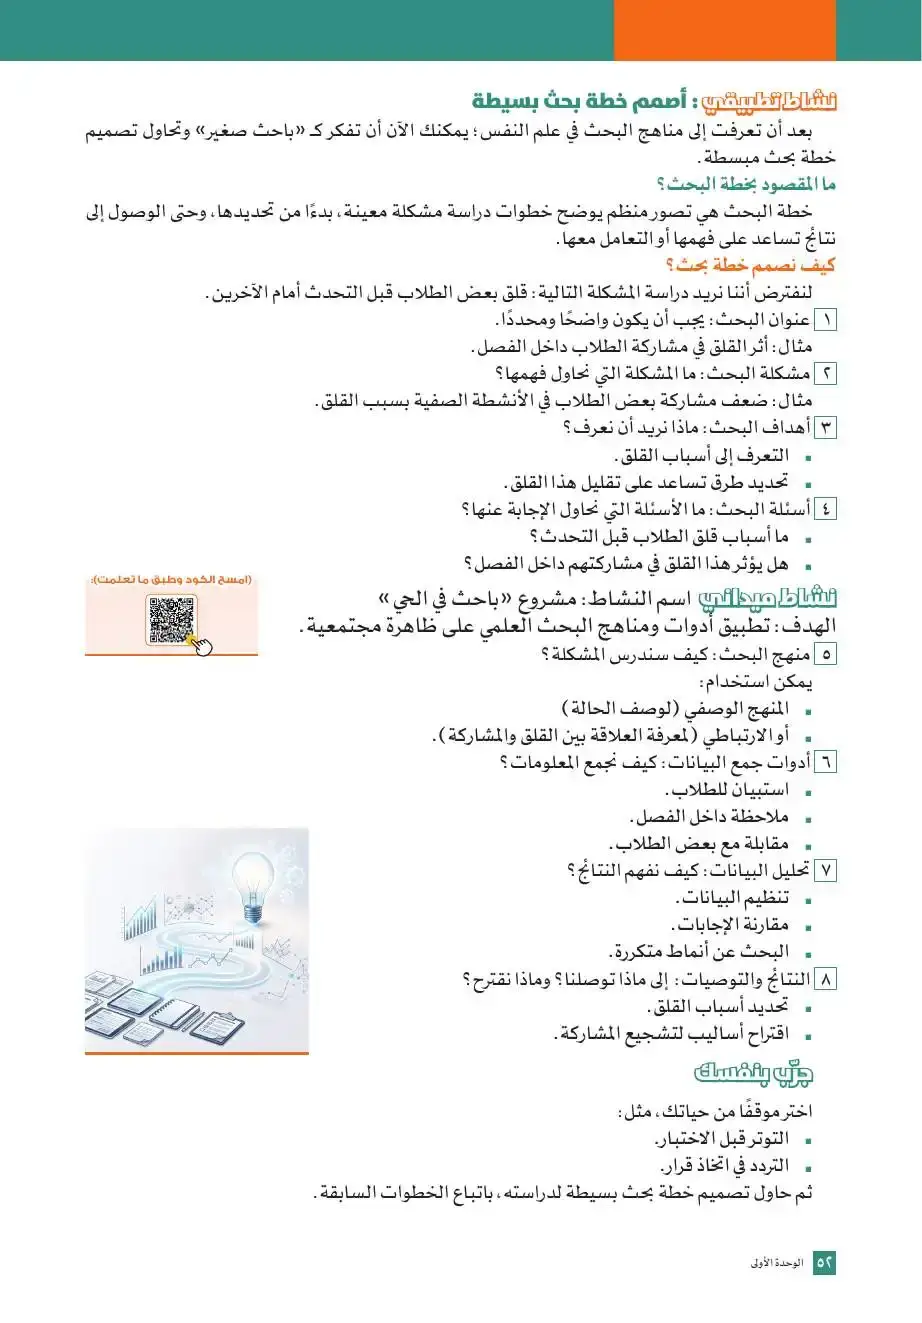 نشاط تطبيقي : أصمم خطة بحث بسيطة
بعد أن تعرفت إلى مناهج البحث في علم النفس؛ يمكنك الآن أن تفكر كـ «باحث صغير» وتحاول تصميم
خطة بحث مبسطة.
ما المقصود بخطة البحث؟
خطة البحث هي تصور منظم يوضح خطوات دراسة مشكلة معينة، بدءًا من تحديدها، وحتى الوصول إلى
نتائج تساعد على فهمها أو التعامل معها.
كيف نصمم خطة بحث؟
لنفترض أننا نريد دراسة المشكلة التالية: قلق بعض الطلاب قبل التحدث أمام الآخرين.
١ عنوان البحث: يجب أن يكون واضحًا ومحددًا.
مثال: أثر القلق في مشاركة الطلاب داخل الفصل.
٢ مشكلة البحث: ما المشكلة التي نحاول فهمها؟
مثال: ضعف مشاركة بعض الطلاب في الأنشطة الصفية بسبب القلق.
٣ أهداف البحث: ماذا نريد أن نعرف؟
▪ التعرف إلى أسباب القلق.
▪ تحديد طرق تساعد على تقليل هذا القلق.
٤ أسئلة البحث: ما الأسئلة التي نحاول الإجابة عنها؟
▪ ما أسباب قلق الطلاب قبل التحدث؟
▪ هل يؤثر هذا القلق في مشاركتهم داخل الفصل؟
(امسح الكود وطبق ما تعلمت):
نشاط ميداني اسم النشاط: مشروع «باحث في الحي»
الهدف: تطبيق أدوات ومناهج البحث العلمي على ظاهرة مجتمعية.
٥ منهج البحث: كيف سندرس المشكلة؟
يمكن استخدام:
▪ المنهج الوصفي (لوصف الحالة)
▪ أو الارتباطي (لمعرفة العلاقة بين القلق والمشاركة).
٦ أدوات جمع البيانات: كيف نجمع المعلومات؟
▪ استبيان للطلاب.
▪ ملاحظة داخل الفصل.
▪ مقابلة مع بعض الطلاب.
٧ تحليل البيانات: كيف نفهم النتائج؟
▪ تنظيم البيانات.
▪ مقارنة الإجابات.
▪ البحث عن أنماط متكررة.
٨ النتائج والتوصيات: إلى ماذا توصلنا؟ وماذا نقترح؟
▪ تحديد أسباب القلق.
▪ اقتراح أساليب لتشجيع المشاركة.
جرّب بنفسك
اختر موقفًا من حياتك، مثل:
▪ التوتر قبل الاختبار.
▪ التردد في اتخاذ قرار.
ثم حاول تصميم خطة بحث بسيطة لدراسته، باتباع الخطوات السابقة.
٥٢ الوحدة الأولى